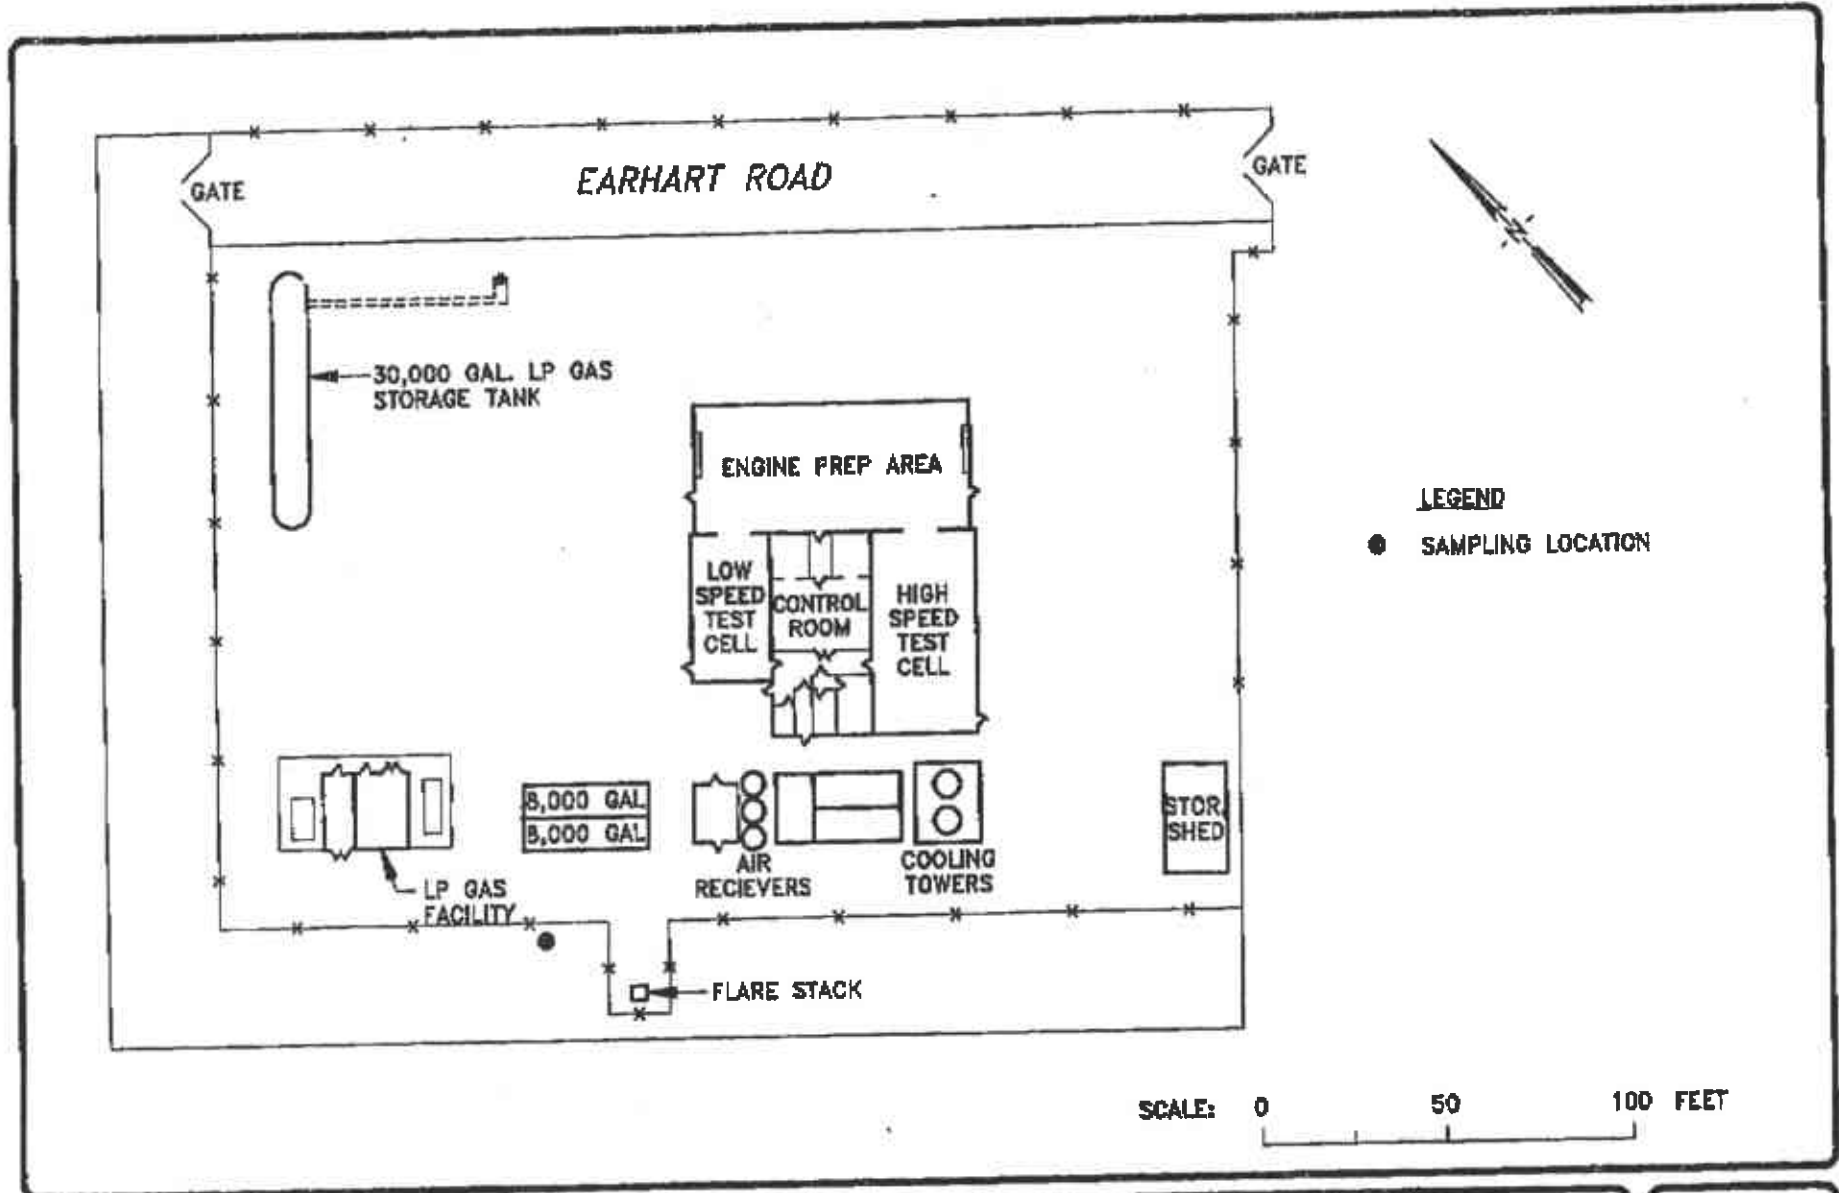 EARHART ROAD
GATE
GATE
N
30,000 GAL. LP GAS
STORAGE TANK
ENGINE PREP AREA
LEGEND
SAMPLING LOCATION
LOW
SPEED
TEST
CELL
CONTROL
ROOM
HIGH
SPEED
TEST
CELL
8,000 GAL
8,000 GAL
STOR.
SHED
AIR
RECIEVERS
COOLING
TOWERS
LP GAS
FACILITY
FLARE STACK
SCALE: 0 50 100 FEET